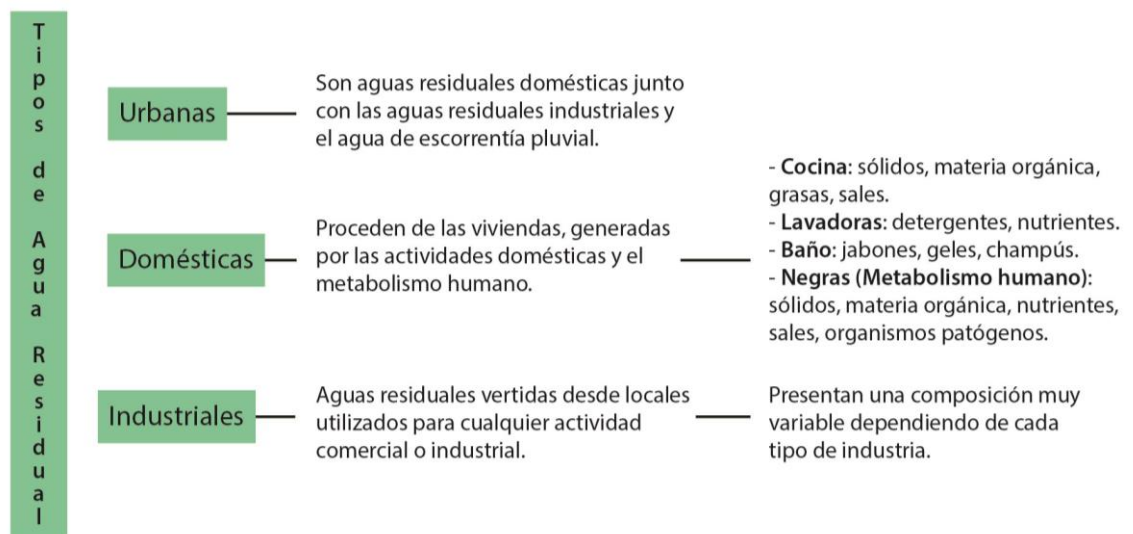 Tipos de Agua Residual
Urbanas
Son aguas residuales domésticas junto
con las aguas residuales industriales y
el agua de escorrentía pluvial.
Domésticas
Proceden de las viviendas, generadas
por las actividades domésticas y el
metabolismo humano.
- Cocina: sólidos, materia orgánica,
grasas, sales.
- Lavadoras: detergentes, nutrientes.
- Baño: jabones, geles, champús.
- Negras (Metabolismo humano):
sólidos, materia orgánica, nutrientes,
sales, organismos patógenos.
Industriales
Aguas residuales vertidas desde locales
utilizados para cualquier actividad
comercial o industrial.
Presentan una composición muy
variable dependiendo de cada
tipo de industria.